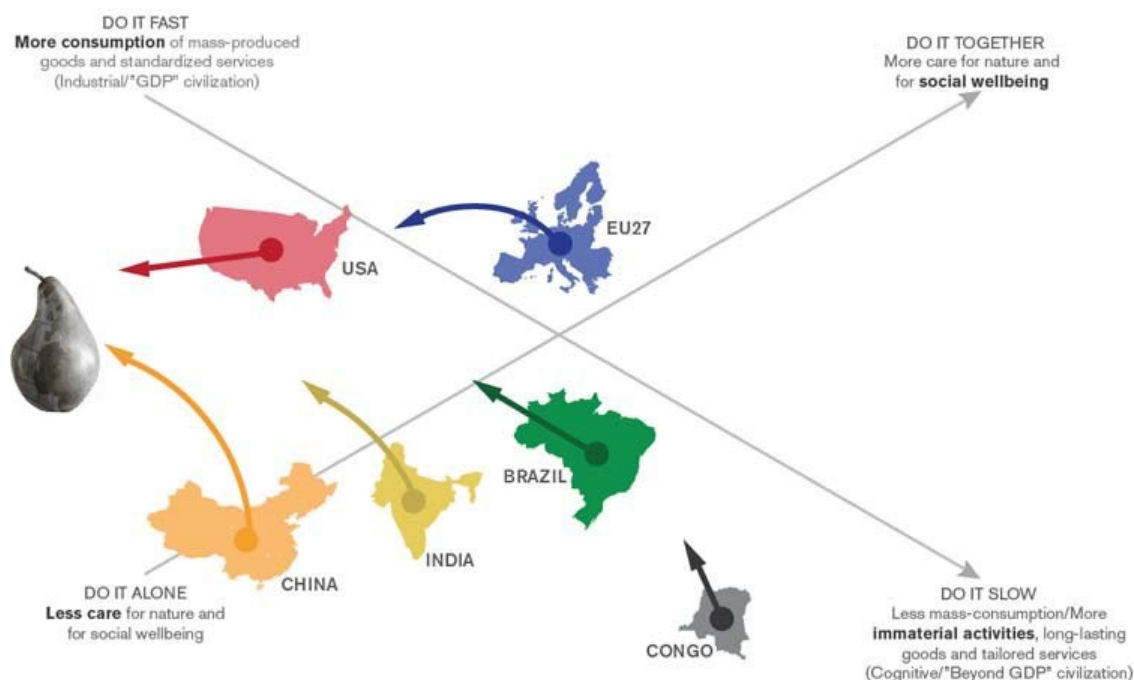 DO IT FAST
More consumption of mass-produced
goods and standardized services
(Industrial/"GDP" civilization)
DO IT TOGETHER
More care for nature and
for social wellbeing
EU27
USA
BRAZIL
INDIA
CHINA
DO IT ALONE
Less care for nature and
for social wellbeing
CONGO
DO IT SLOW
Less mass-consumption/More
immaterial activities, long-lasting
goods and tailored services
(Cognitive/"Beyond GDP" civilization)